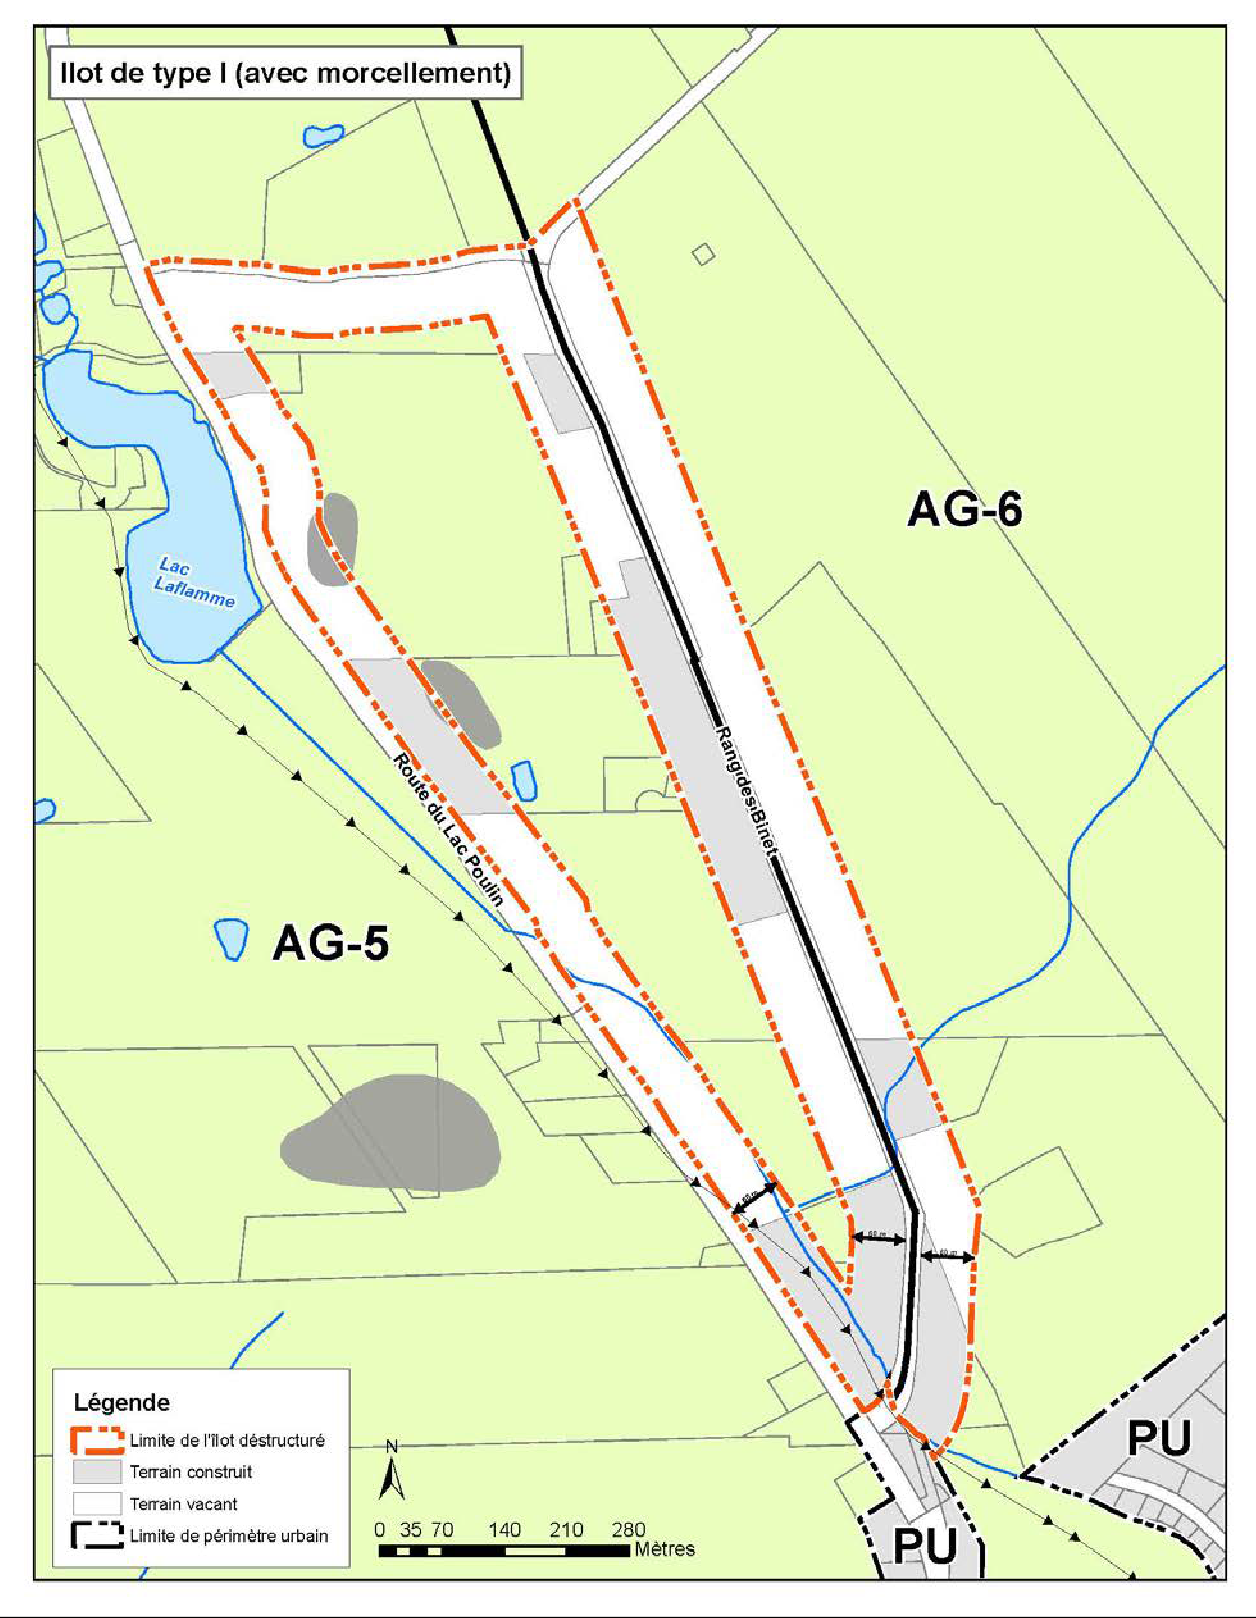 Ilot de type I (avec morcellement)
AG-6
Lac
Laflamme
Rang des Binet
Route du Lac Poulin
AG-5
60 m
PU
PU
Légende
Limite de l'îlot déstructuré
Terrain construit
Terrain vacant
Limite de périmètre urbain
N
0 35 70 140 210 280
Mètres